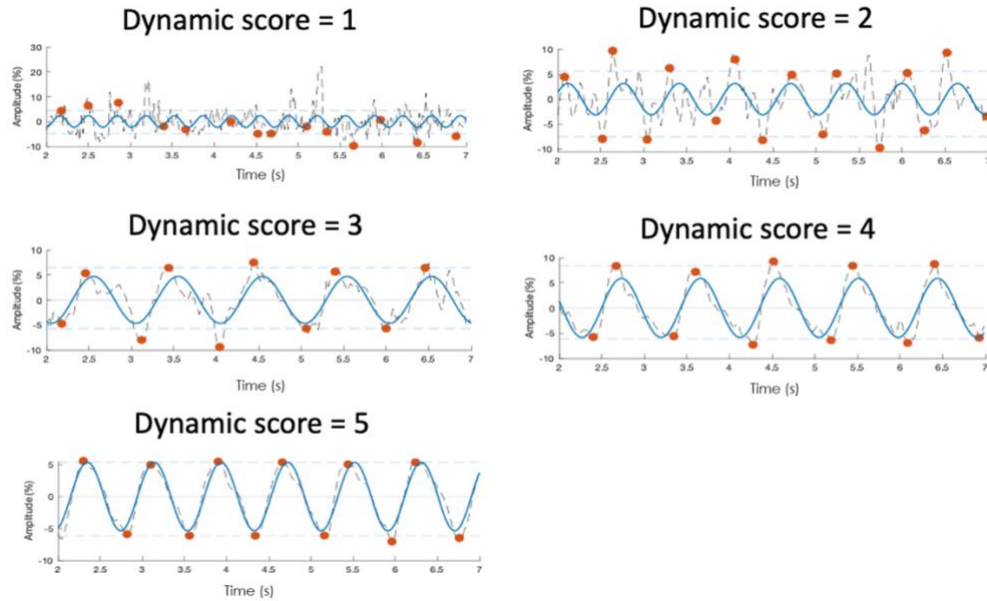 Dynamic score = 1
30
20
10
0
-10
Amplitude (%)
2 2.5 3 3.5 4 4.5 5 5.5 6 6.5 7
Time (s)
Dynamic score = 2
10
5
0
-5
-10
Amplitude (%)
2 2.5 3 3.5 4 4.5 5 5.5 6 6.5 7
Time (s)
Dynamic score = 3
10
5
0
-5
-10
Amplitude (%)
2 2.5 3 3.5 4 4.5 5 5.5 6 6.5 7
Time (s)
Dynamic score = 4
10
5
0
-5
-10
Amplitude (%)
2 2.5 3 3.5 4 4.5 5 5.5 6 6.5 7
Time (s)
Dynamic score = 5
5
0
-5
-10
Amplitude (%)
2 2.5 3 3.5 4 4.5 5 5.5 6 6.5 7
Time (s)